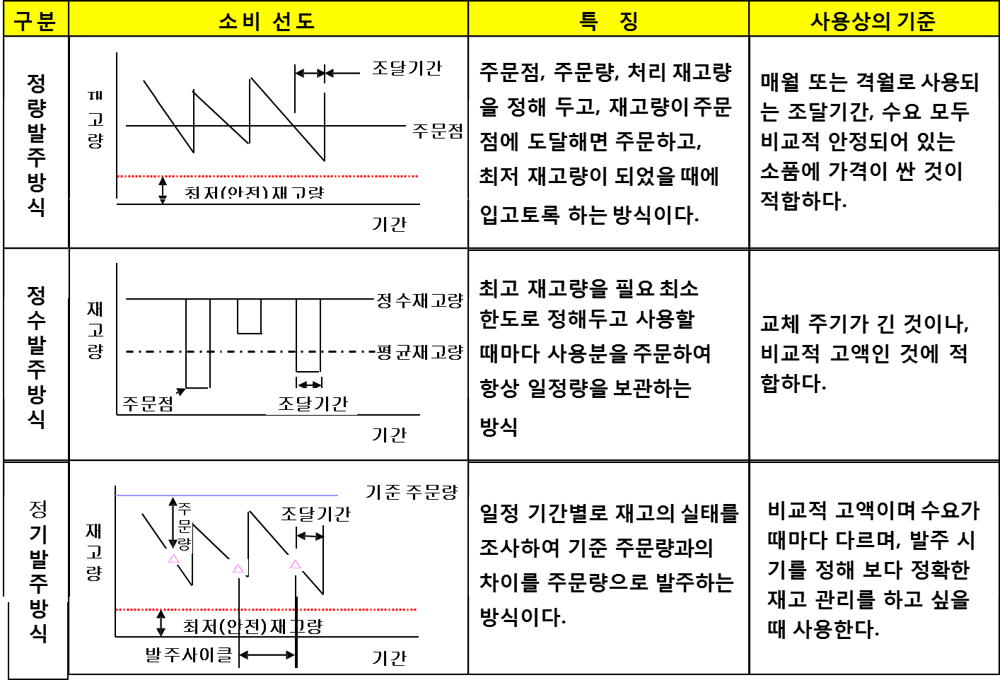 구 분
소 비 선 도
특 징
사용상의 기준
정
량
발
주
방
식
재
고
량
조달기간
주문점
최저(안전)재고량
기간
주문점, 주문량, 처리 재고량
을 정해 두고, 재고량이 주문
점에 도달해면 주문하고,
최저 재고량이 되었을 때에
입고토록 하는 방식이다.
매월 또는 격월로 사용되
는 조달기간, 수요 모두
비교적 안정되어 있는
소품에 가격이 싼 것이
적합하다.
정
수
발
주
방
식
재
고
량
정수재고량
평균재고량
주문점
조달기간
기간
최고 재고량을 필요 최소
한도로 정해두고 사용할
때마다 사용분을 주문하여
항상 일정량을 보관하는
방식
교체 주기가 긴 것이나,
비교적 고액인 것에 적
합하다.
정
기
발
주
방
식
재
고
량
기준 주문량
주
문
량
조달기간
최저(안전)재고량
발주사이클
기간
일정 기간별로 재고의 실태를
조사하여 기준 주문량과의
차이를 주문량으로 발주하는
방식이다.
비교적 고액이며 수요가
때마다 다르며, 발주 시
기를 정해 보다 정확한
재고 관리를 하고 싶을
때 사용한다.